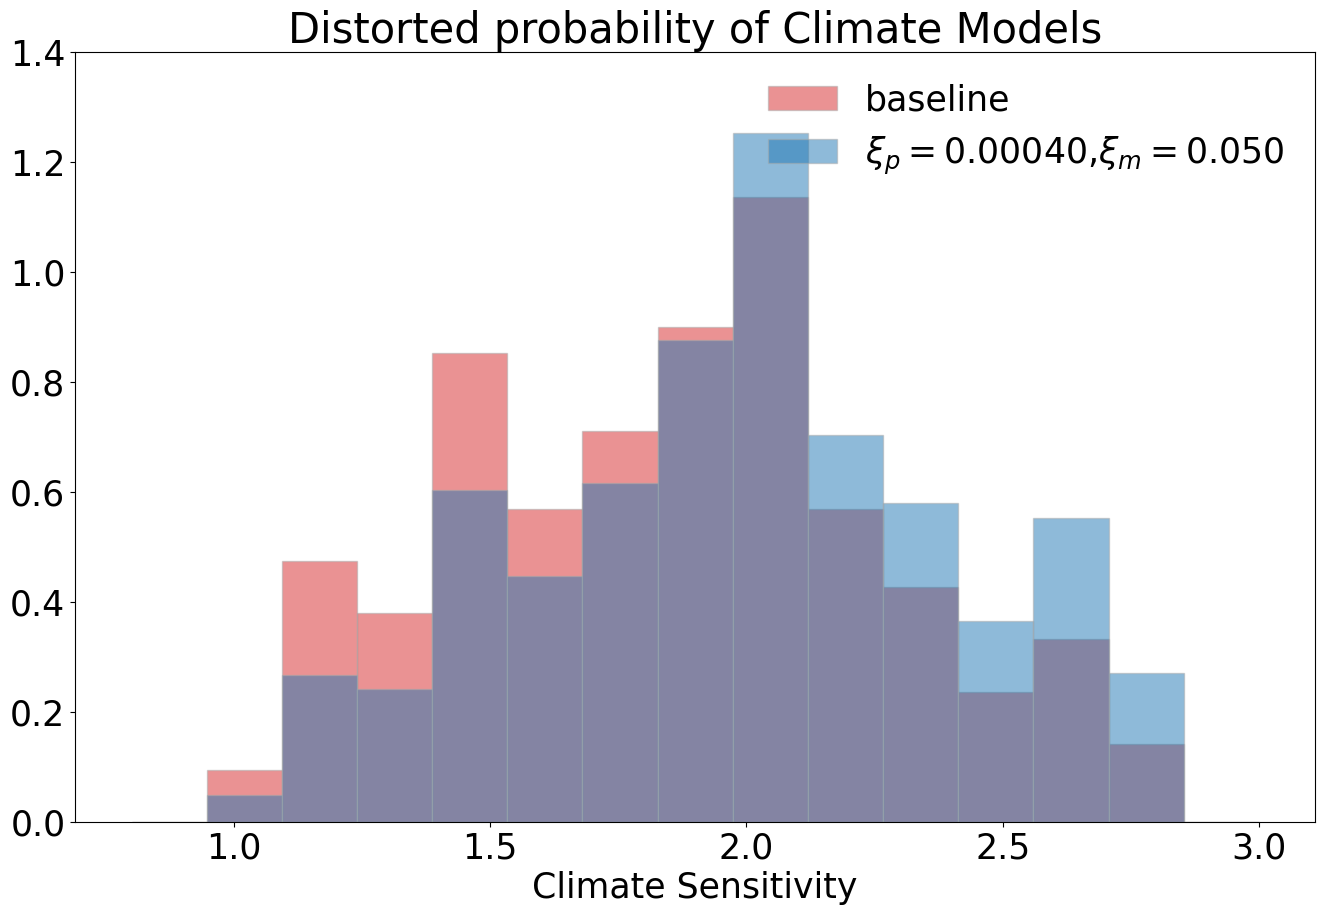 Distorted probability of Climate Models
1.4
1.2
1.0
0.8
0.6
0.4
0.2
0.0
baseline
ξp = 0.00040,ξm = 0.050
1.0 1.5 2.0 2.5 3.0
Climate Sensitivity